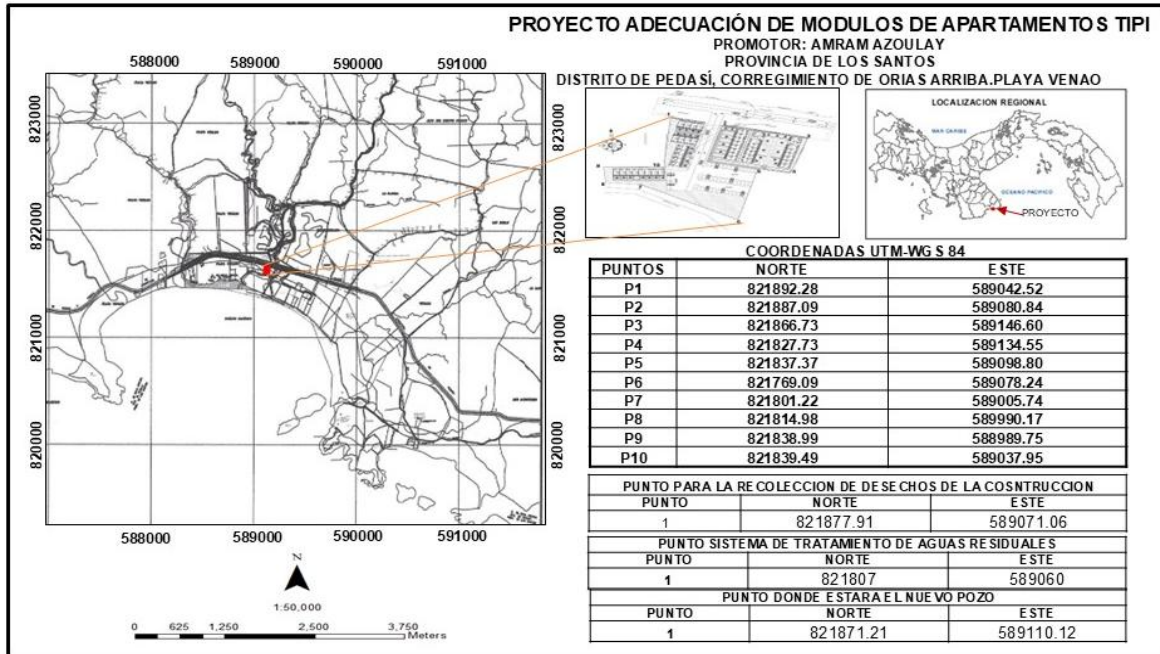 PROYECTO ADECUACIÓN DE MODULOS DE APARTAMENTOS TIPI
PROMOTOR: AMRAM AZOULAY
PROVINCIA DE LOS SANTOS
DISTRITO DE PEDASÍ, CORREGIMIENTO DE ORIAS ARRIBA.PLAYA VENAO
588000 589000 590000 591000
823000 823000
822000 822000
821000 821000
820000 820000
588000 589000 590000 591000
N
1:50,000
0 625 1,250 2,500 3,750
Meters
LOCALIZACION REGIONAL
MAR CARIBE
OCEANO PACIFICO
PROYECTO
COORDENADAS UTM-WGS 84
PUNTOS NORTE ESTE
P1 821892.28 589042.52
P2 821887.09 589080.84
P3 821866.73 589146.60
P4 821827.73 589134.55
P5 821837.37 589098.80
P6 821769.09 589078.24
P7 821801.22 589005.74
P8 821814.98 589990.17
P9 821838.99 588989.75
P10 821839.49 589037.95
PUNTO PARA LA RECOLECCION DE DESECHOS DE LA COSNTRUCCION
PUNTO NORTE ESTE
1 821877.91 589071.06
PUNTO SISTEMA DE TRATAMIENTO DE AGUAS RESIDUALES
PUNTO NORTE ESTE
1 821807 589060
PUNTO DONDE ESTARA EL NUEVO POZO
PUNTO NORTE ESTE
1 821871.21 589110.12